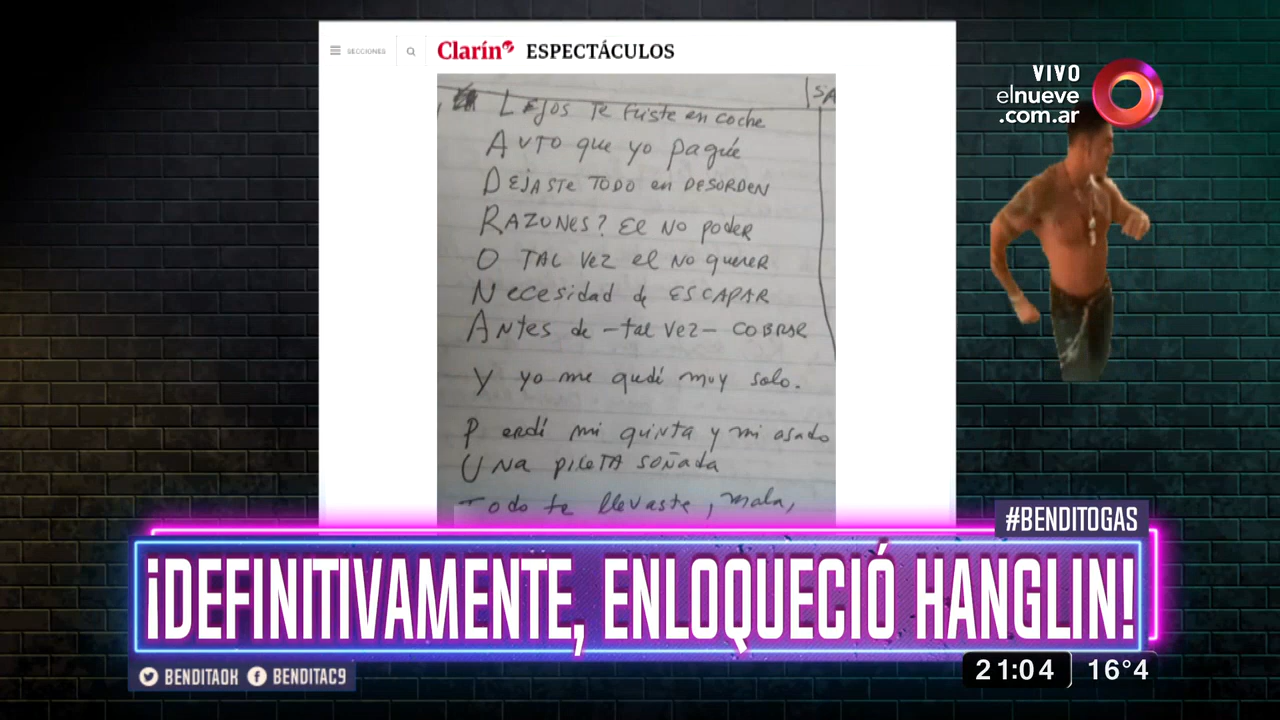 SECCIONES
Clarín ESPECTÁCULOS
SA
LEJOS TE FUISTE en coche
AUTO que yo pagué
DEJASTE TODO en DESORDEN
RAZONES? El NO poder
O TAL VEZ el NO querer
Necesidad de ESCAPAR
ANtes de -tal vez- COBRAR
Y yo me quedé muy solo.
Perdí mi quinta y mi asado
UNA PILETA SOÑADA
Todo te llevaste, mala,
VIVO
elnueve
.com.ar
#BENDITOGAS
¡DEFINITIVAMENTE, ENLOQUECIÓ HANGLIN!
BENDITAOK BENDITAC9
21:04 16°4